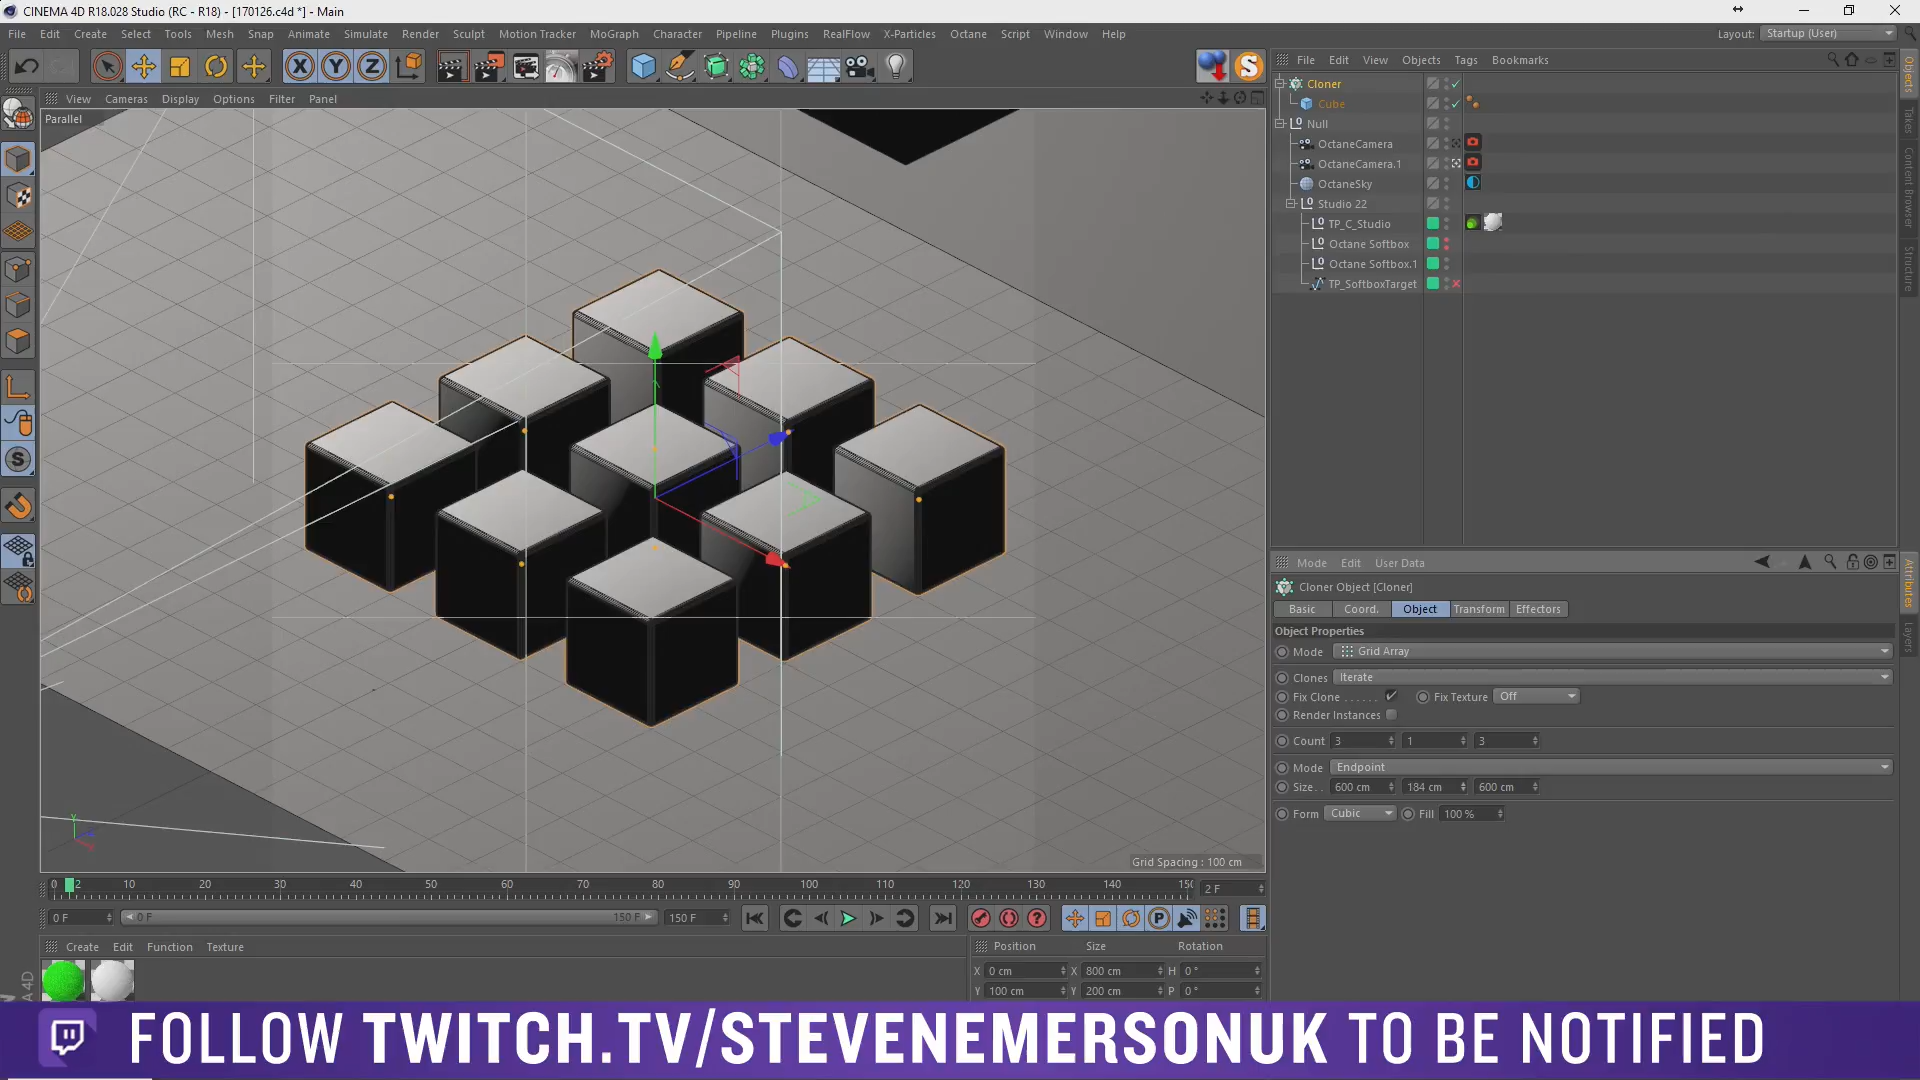 CINEMA 4D R18.028 Studio (RC - R18) - [170126.c4d *] - Main
File Edit Create Select Tools Mesh Snap Animate Simulate Render Sculpt Motion Tracker MoGraph Character Pipeline Plugins RealFlow X-Particles Octane Script Window Help
Layout: Startup (User)
File Edit View Objects Tags Bookmarks
View Cameras Display Options Filter Panel
Parallel
Cloner
Cube
Null
OctaneCamera
OctaneCamera.1
OctaneSky
Studio 22
TP_C_Studio
Octane Softbox
Octane Softbox.1
TP_SoftboxTarget
Objects
Takes
Content Browser
Structure
Mode Edit User Data
Cloner Object [Cloner]
Basic Coord. Object Transform Effectors
Object Properties
Mode Grid Array
Clones Iterate
Fix Clone . . . . . . Fix Texture Off
Render Instances
Count 3 1 3
Mode Endpoint
Size . . 600 cm 184 cm 600 cm
Form Cubic Fill 100 %
Attributes
Layers
Grid Spacing : 100 cm
0 2 10 20 30 40 50 60 70 80 90 100 110 120 130 140 150 2 F
0 F 0 F 150 F 150 F
Create Edit Function Texture
Position Size Rotation
X 0 cm X 800 cm H 0 °
Y 100 cm Y 200 cm P 0 °
FOLLOW TWITCH.TV/STEVENEMERSONUK TO BE NOTIFIED